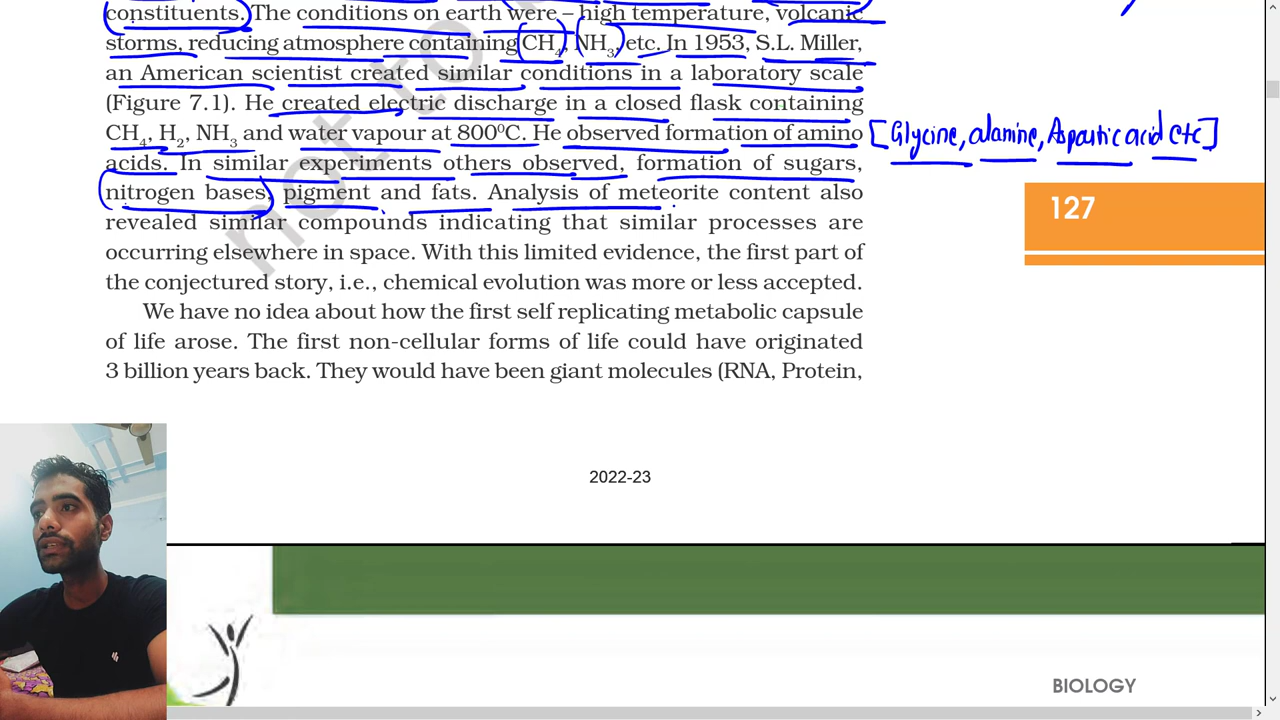 constituents. The conditions on earth were – high temperature, volcanic
storms, reducing atmosphere containing CH4, NH3, etc. In 1953, S.L. Miller,
an American scientist created similar conditions in a laboratory scale
(Figure 7.1). He created electric discharge in a closed flask containing
CH4, H2, NH3 and water vapour at 800⁰C. He observed formation of amino
[Glycine, alanine, Aspartic acid etc]
acids. In similar experiments others observed, formation of sugars,
nitrogen bases, pigment and fats. Analysis of meteorite content also
127
revealed similar compounds indicating that similar processes are
occurring elsewhere in space. With this limited evidence, the first part of
the conjectured story, i.e., chemical evolution was more or less accepted.
We have no idea about how the first self replicating metabolic capsule
of life arose. The first non-cellular forms of life could have originated
3 billion years back. They would have been giant molecules (RNA, Protein,
not to
2022-23
BIOLOGY